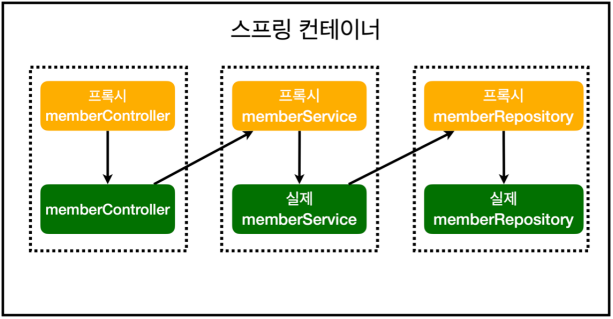 스프링 컨테이너
프록시
memberController
프록시
memberService
프록시
memberRepository
memberController
실제
memberService
실제
memberRepository